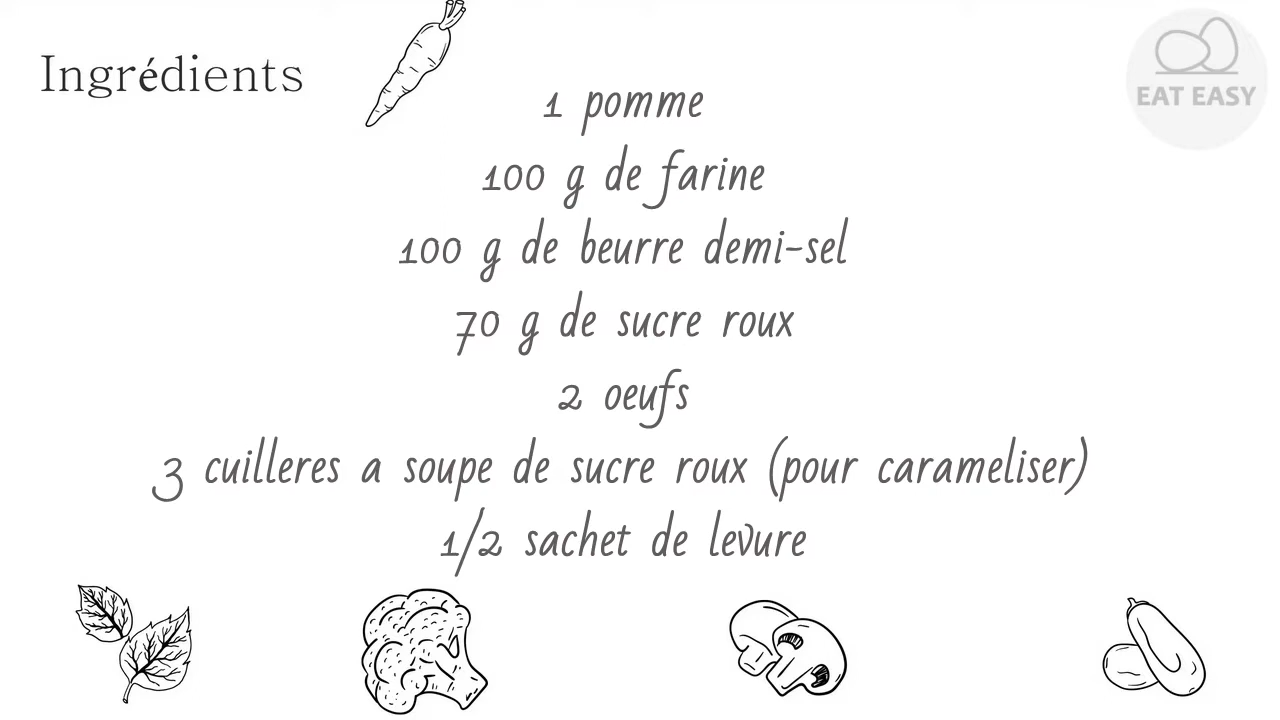 Ingrédients
EAT EASY
1 pomme
100 g de farine
100 g de beurre demi-sel
70 g de sucre roux
2 oeufs
3 cuilleres a soupe de sucre roux (pour carameliser)
1/2 sachet de levure